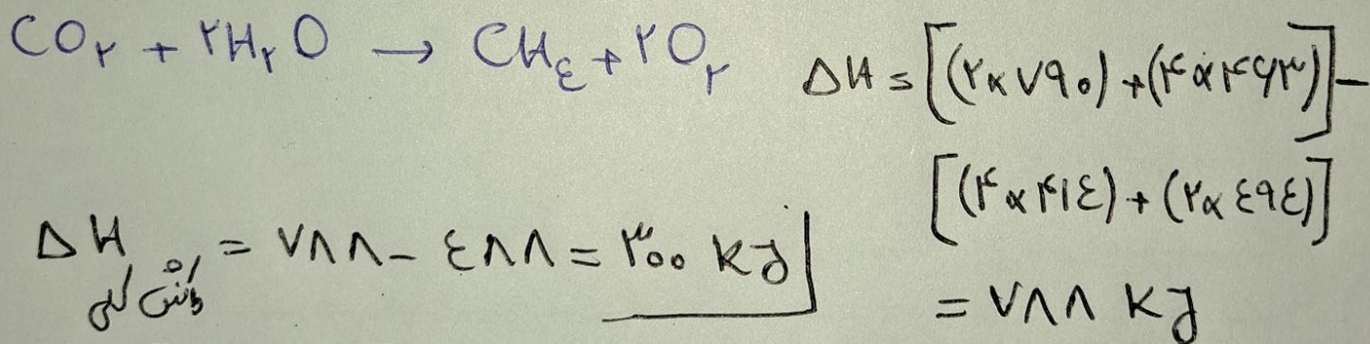 CO۲ + ۲H۲O → CH٤ + ۲O۲
ΔH = [(۲×۷۹۰) + (۴×۴۶۳)] −
[(۴×۴۱٤) + (۲×٤۹٤)]
= ۷۸۸ kJ
ΔH واکنش کلی = ۷۸۸ − ٤۸۸ = ۳۰۰ kJ